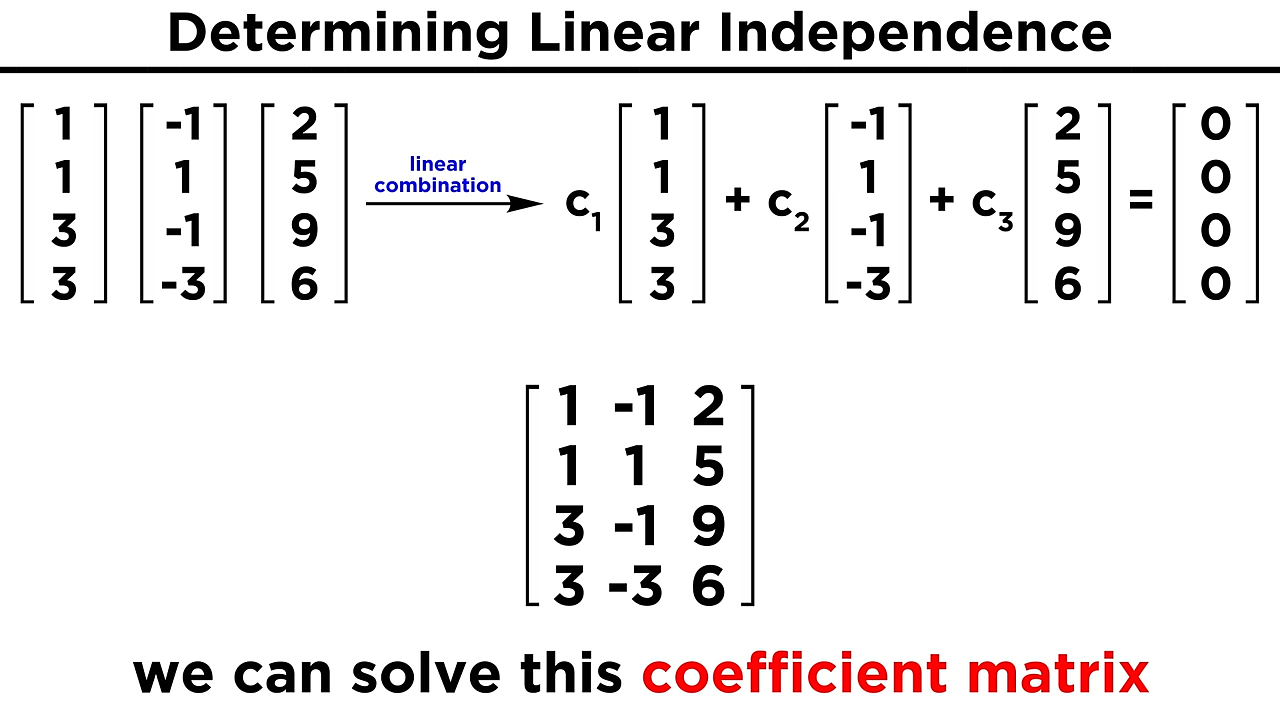 Determining Linear Independence
1 -1 2 1 -1 2 0
1 1 5 linear combination 1 1 5 0
c₁ + c₂ + c₃ =
3 -1 9 3 -1 9 0
3 -3 6 3 -3 6 0
1 -1 2
1 1 5
3 -1 9
3 -3 6
we can solve this coefficient matrix